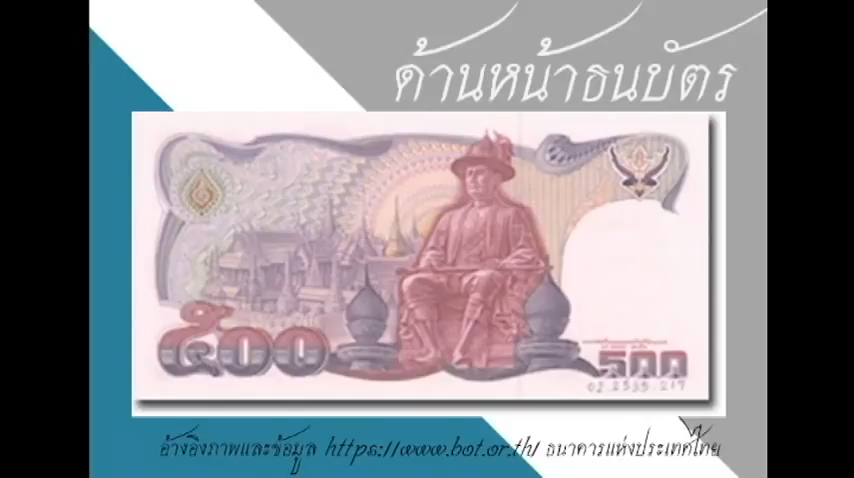 ด้านหน้าธนบัตร
๕๐๐
500
อ้างอิงภาพและข้อมูล https://www.bot.or.th/ ธนาคารแห่งประเทศไทย